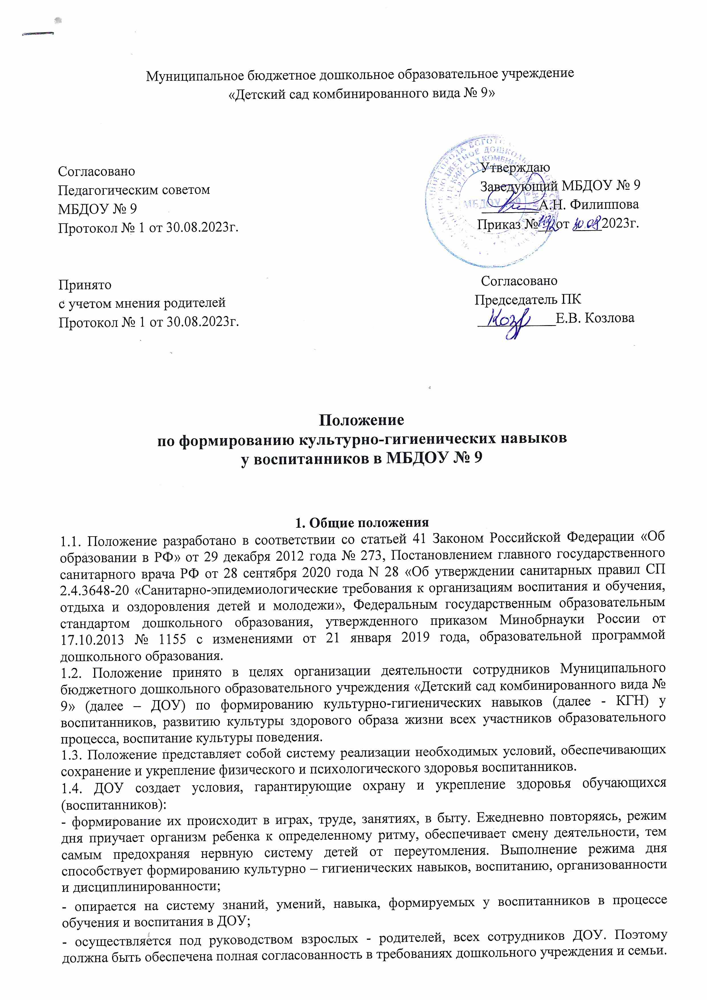 Муниципальное бюджетное дошкольное образовательное учреждение
«Детский сад комбинированного вида № 9»
Согласовано
Педагогическим советом
МБДОУ № 9
Протокол № 1 от 30.08.2023г.
Утверждаю
Заведующий МБДОУ № 9
А.Н. Филиппова
Приказ № от 30.08 2023г.
МБДОУ №9
Принято
с учетом мнения родителей
Протокол № 1 от 30.08.2023г.
Согласовано
Председатель ПК
Е.В. Козлова
Положение
по формированию культурно-гигиенических навыков
у воспитанников в МБДОУ № 9
1. Общие положения
1.1. Положение разработано в соответствии со статьей 41 Законом Российской Федерации «Об
образовании в РФ» от 29 декабря 2012 года № 273, Постановлением главного государственного
санитарного врача РФ от 28 сентября 2020 года N 28 «Об утверждении санитарных правил СП
2.4.3648-20 «Санитарно-эпидемиологические требования к организациям воспитания и обучения,
отдыха и оздоровления детей и молодежи», Федеральным государственным образовательным
стандартом дошкольного образования, утвержденного приказом Минобрнауки России от
17.10.2013 № 1155 с изменениями от 21 января 2019 года, образовательной программой
дошкольного образования.
1.2. Положение принято в целях организации деятельности сотрудников Муниципального
бюджетного дошкольного образовательного учреждения «Детский сад комбинированного вида №
9» (далее – ДОУ) по формированию культурно-гигиенических навыков (далее - КГН) у
воспитанников, развитию культуры здорового образа жизни всех участников образовательного
процесса, воспитание культуры поведения.
1.3. Положение представляет собой систему реализации необходимых условий, обеспечивающих
сохранение и укрепление физического и психологического здоровья воспитанников.
1.4. ДОУ создает условия, гарантирующие охрану и укрепление здоровья обучающихся
(воспитанников):
- формирование их происходит в играх, труде, занятиях, в быту. Ежедневно повторяясь, режим
дня приучает организм ребенка к определенному ритму, обеспечивает смену деятельности, тем
самым предохраняя нервную систему детей от переутомления. Выполнение режима дня
способствует формированию культурно – гигиенических навыков, воспитанию, организованности
и дисциплинированности;
- опирается на систему знаний, умений, навыка, формируемых у воспитанников в процессе
обучения и воспитания в ДОУ;
- осуществляется под руководством взрослых - родителей, всех сотрудников ДОУ. Поэтому
должна быть обеспечена полная согласованность в требованиях дошкольного учреждения и семьи.